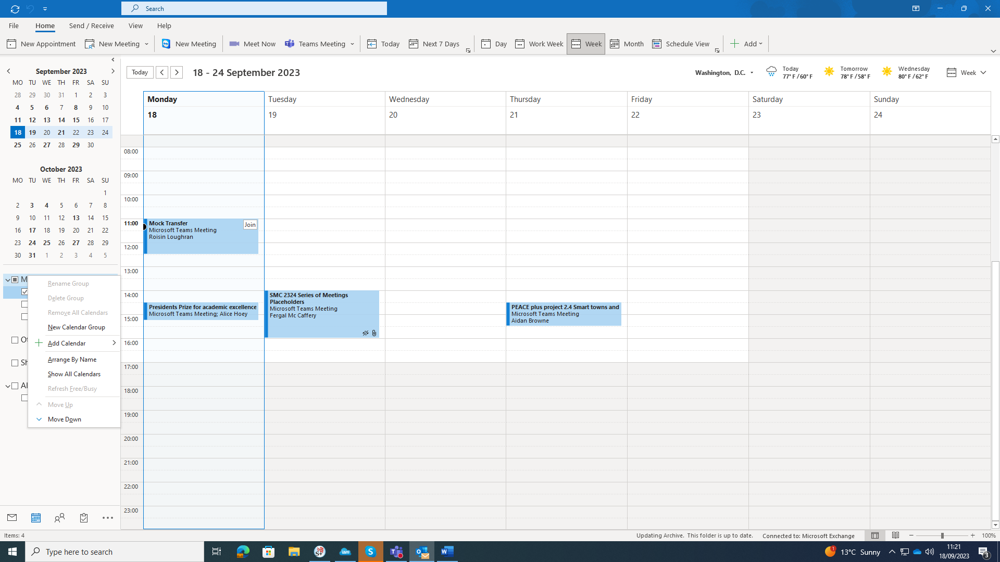 Search
File Home Send / Receive View Help
New Appointment New Meeting New Meeting Meet Now Teams Meeting Today Next 7 Days Day Work Week Week Month Schedule View Add
September 2023
MO TU WE TH FR SA SU
28 29 30 31 1 2 3
4 5 6 7 8 9 10
11 12 13 14 15 16 17
18 19 20 21 22 23 24
25 26 27 28 29 30
October 2023
MO TU WE TH FR SA SU
1
2 3 4 5 6 7 8
9 10 11 12 13 14 15
16 17 18 19 20 21 22
23 24 25 26 27 28 29
30 31 1 2 3 4 5
M
Rename Group
Delete Group
Remove All Calendars
New Calendar Group
Add Calendar
Arrange By Name
Show All Calendars
Refresh Free/Busy
Move Up
Move Down
Today 18 - 24 September 2023
Washington, D.C.
Today
77° F / 60° F
Tomorrow
78° F / 58° F
Wednesday
80° F / 62° F
Week
Monday Tuesday Wednesday Thursday Friday Saturday Sunday
18 19 20 21 22 23 24
08:00
09:00
10:00
11:00
12:00
13:00
14:00
15:00
16:00
17:00
18:00
19:00
20:00
21:00
22:00
23:00
Mock Transfer
Join
Microsoft Teams Meeting
Roisin Loughran
Presidents Prize for academic excellence
Microsoft Teams Meeting; Alice Hoey
SMC 2324 Series of Meetings
Placeholders
Microsoft Teams Meeting
Fergal Mc Caffery
PEACE plus project 2.4 Smart towns and
Microsoft Teams Meeting
Aidan Browne
Items: 4
Updating Archive. This folder is up to date. Connected to: Microsoft Exchange 100%
Type here to search
13°C Sunny
11:21
18/09/2023
3